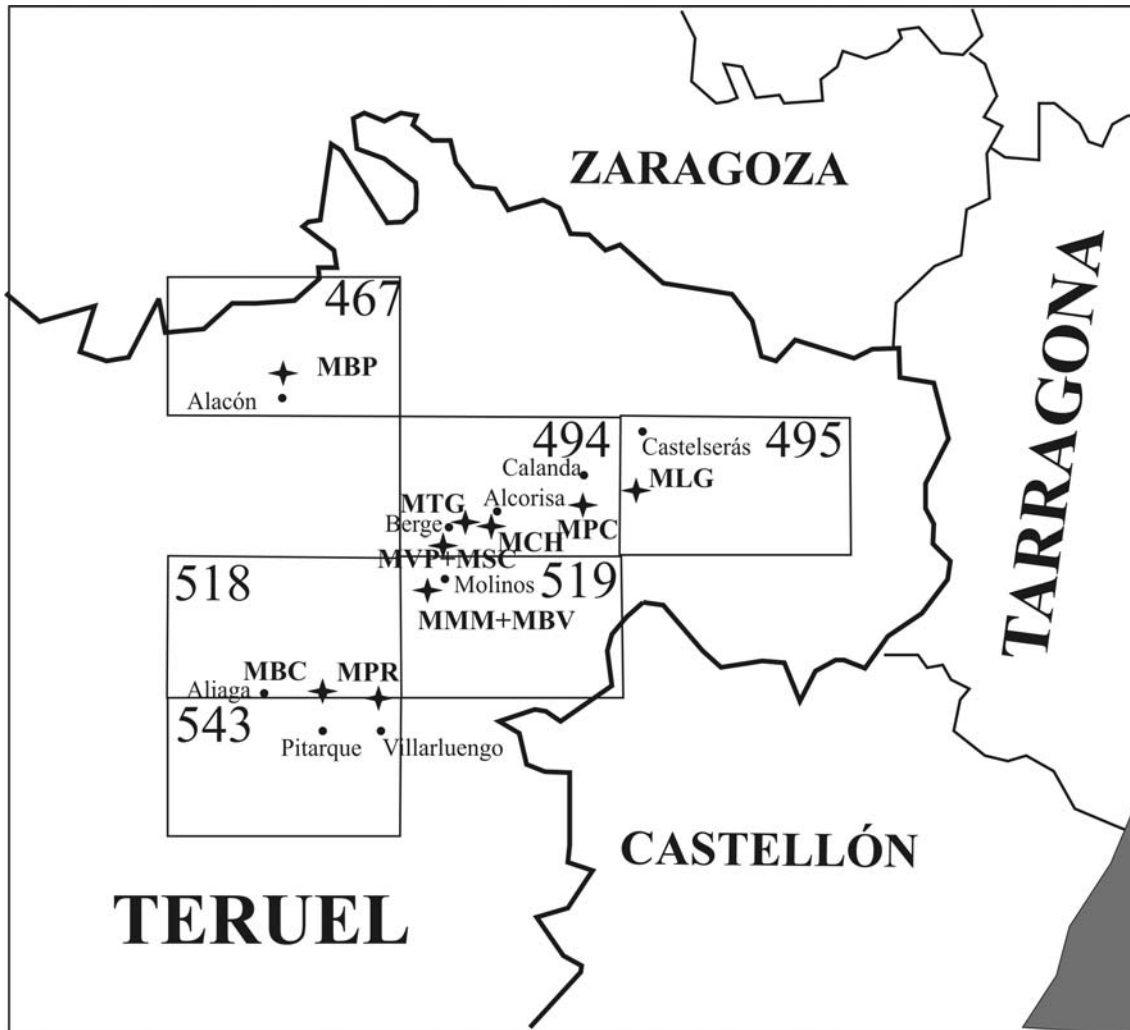 ZARAGOZA
TARRAGONA
467
MBP
Alacón
494
495
Castelserás
Calanda
MLG
MTG
Alcorisa
Berge
MPC
MCH
MVP+MSC
518
519
Molinos
MMM+MBV
MBC
MPR
Aliaga
543
Pitarque
Villarluengo
CASTELLÓN
TERUEL